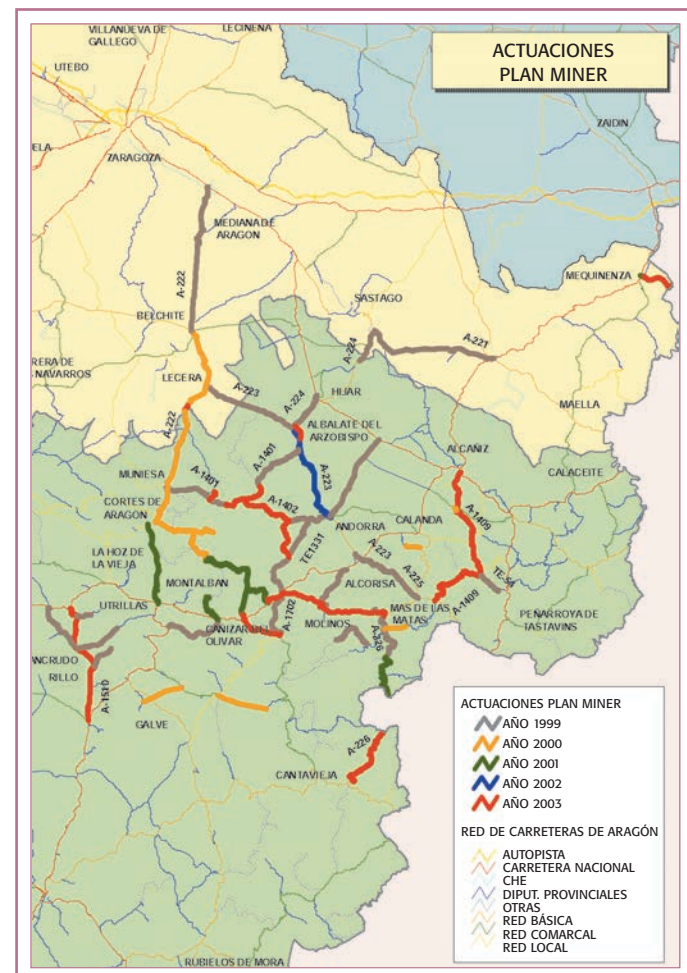 ACTUACIONES
PLAN MINER
VILLANUEVA DE
GALLEGO
LECINENA
UTEBO
ZAIDIN
ELA
ZARAGOZA
MEDIANA DE
ARAGON
A-222
MEQUINENZA
SASTAGO
BELCHITE
A-224
A-221
RERA DE
NAVARROS
LECERA
A-223
A-224
HIJAR
MAELLA
A-222
ALBALATE DEL
ARZOBISPO
A-1401
ALCAÑIZ
MUNIESA
A-1401
A-223
CALACEITE
CORTES DE
ARAGON
A-1402
ANDORRA
CALANDA
A-1409
LA HOZ DE
LA VIEJA
TE1331
A-223
MONTALBAN
ALCORISA
A-225
TE-54
UTRILLAS
A-1702
MOLINOS
MAS DE LAS
MATAS
A-1409
PEÑARROYA DE
TASTAVINS
CAÑIZAR DEL
OLIVAR
A-226
ANCRUDO
RILLO
A-1510
GALVE
A-226
CANTAVIEJA
RUBIELOS DE MORA
ACTUACIONES PLAN MINER
AÑO 1999
AÑO 2000
AÑO 2001
AÑO 2002
AÑO 2003
RED DE CARRETERAS DE ARAGÓN
AUTOPISTA
CARRETERA NACIONAL
CHE
DIPUT. PROVINCIALES
OTRAS
RED BÁSICA
RED COMARCAL
RED LOCAL